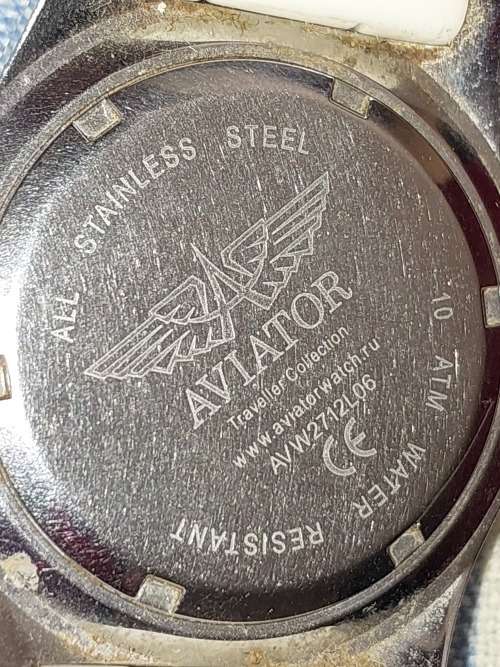 ALL STAINLESS STEEL
AVIATOR
Traveller Collection
www.aviatorwatch.ru
AVW2712L06
CE
10 ATM WATER RESISTANT